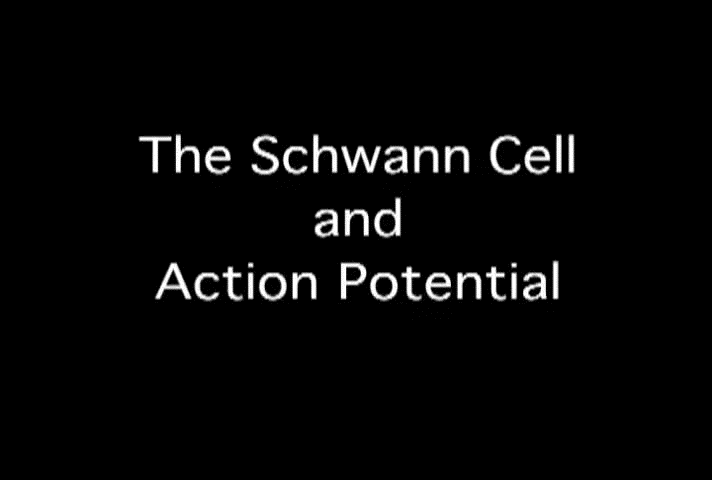 The Schwann Cell
and
Action Potential